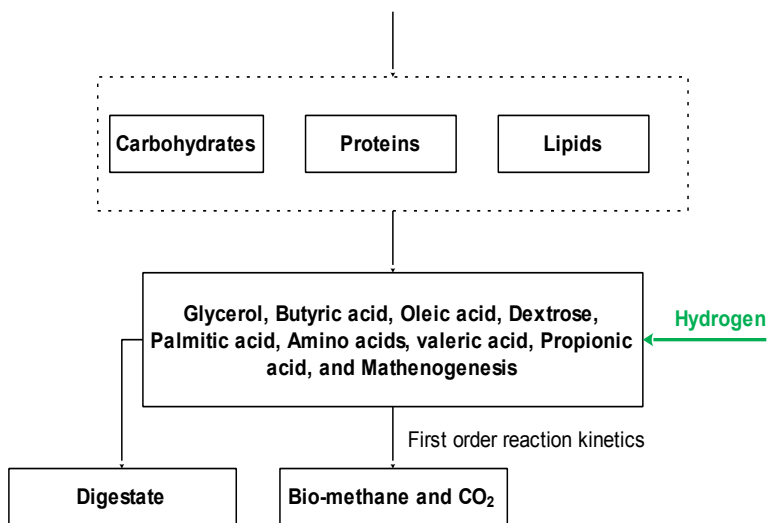 Carbohydrates
Proteins
Lipids
Glycerol, Butyric acid, Oleic acid, Dextrose,
Palmitic acid, Amino acids, valeric acid, Propionic
acid, and Mathenogenesis
Hydrogen
First order reaction kinetics
Digestate
Bio-methane and CO₂